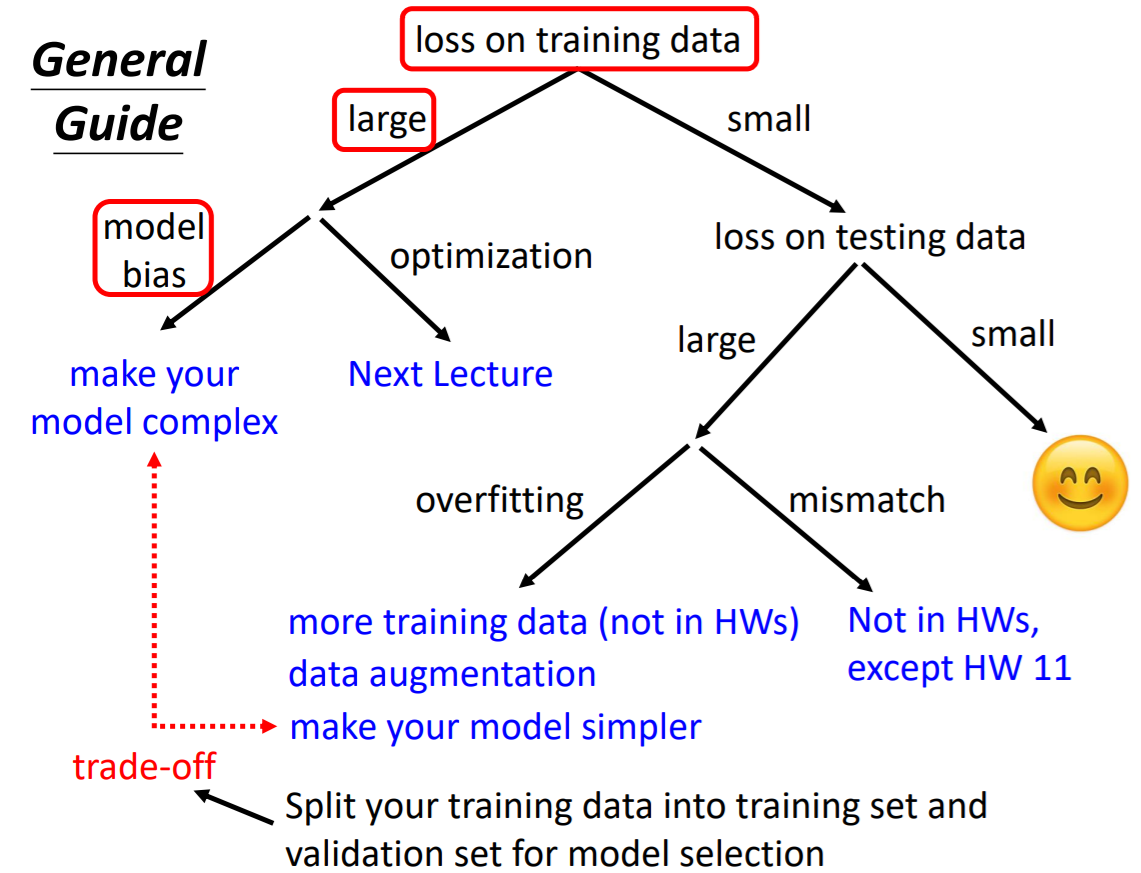 General
Guide
loss on training data
large
small
model
bias
optimization
loss on testing data
make your
model complex
Next Lecture
large
small
overfitting
mismatch
more training data (not in HWs)
data augmentation
make your model simpler
Not in HWs,
except HW 11
trade-off
Split your training data into training set and
validation set for model selection